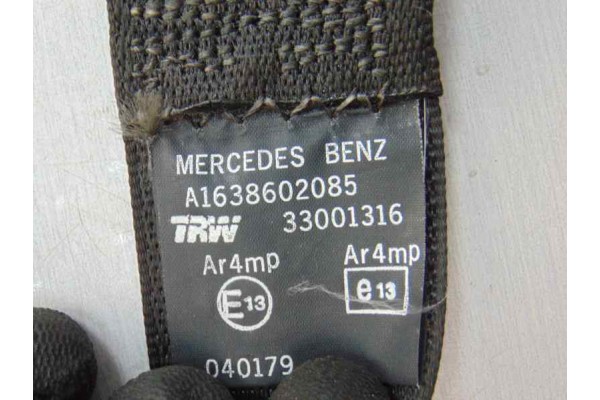 MERCEDES BENZ
A1638602085
TRW 33001316
Ar4mp Ar4mp
E13 e13
040179